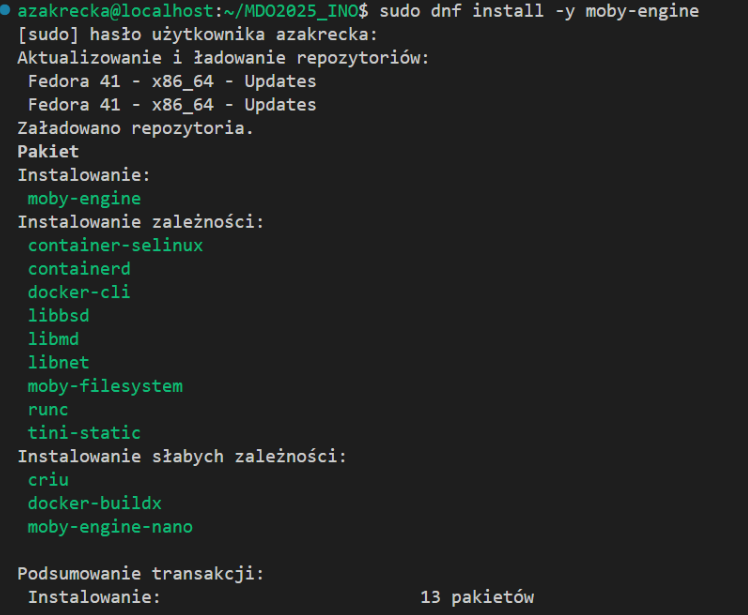 azakrecka@localhost:~/MDO2025_INO$ sudo dnf install -y moby-engine
[sudo] hasło użytkownika azakrecka:
Aktualizowanie i ładowanie repozytoriów:
Fedora 41 - x86_64 - Updates
Fedora 41 - x86_64 - Updates
Załadowano repozytoria.
Pakiet
Instalowanie:
moby-engine
Instalowanie zależności:
container-selinux
containerd
docker-cli
libbsd
libmd
libnet
moby-filesystem
runc
tini-static
Instalowanie słabych zależności:
criu
docker-buildx
moby-engine-nano
Podsumowanie transakcji:
Instalowanie: 13 pakietów